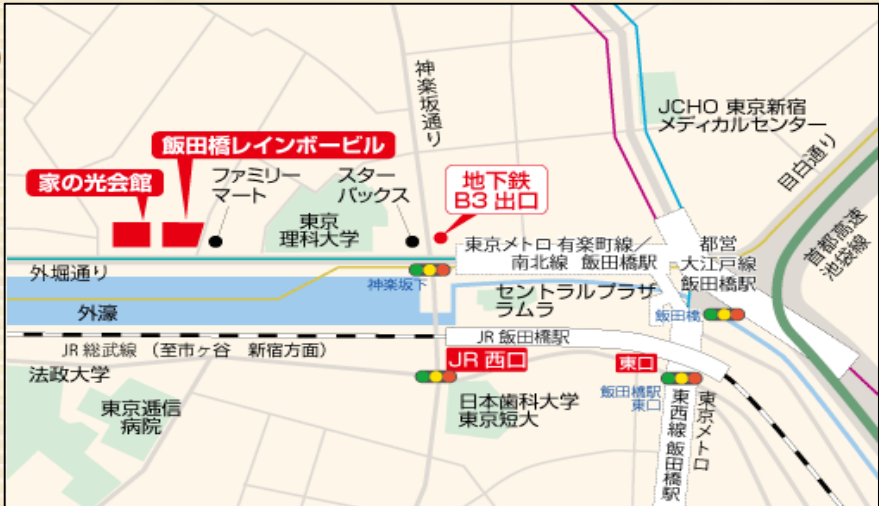 神楽坂通り
JCHO 東京新宿
メディカルセンター
目白通り
首都高速
池袋線
飯田橋レインボービル
家の光会館
ファミリー
マート
スター
バックス
地下鉄
B3 出口
東京
理科大学
東京メトロ 有楽町線/
南北線 飯田橋駅
都営
大江戸線
飯田橋駅
外堀通り
神楽坂下
セントラルプラザ
ラムラ
飯田橋
外濠
JR 飯田橋駅
JR 総武線 (至市ヶ谷 新宿方面)
JR 西口
東口
法政大学
東京逓信
病院
日本歯科大学
東京短大
飯田橋駅
東口
東京メトロ
東西線 飯田橋駅